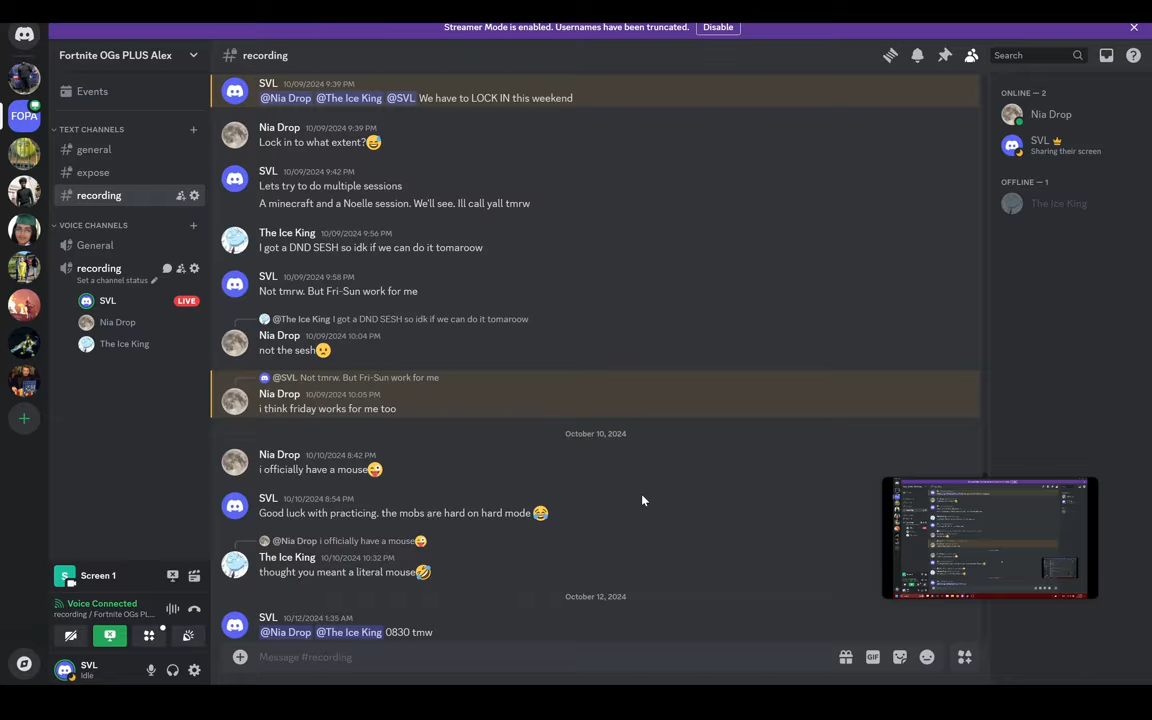 Streamer Mode is enabled. Usernames have been truncated. Disable
Fortnite OGs PLUS Alex
recording
Search
FOPA
Events
TEXT CHANNELS
general
expose
recording
VOICE CHANNELS
General
recording
Set a channel status
SVL LIVE
Nia Drop
The Ice King
SVL 10/09/2024 9:39 PM
@Nia Drop @The Ice King @SVL We have to LOCK IN this weekend
Nia Drop 10/09/2024 9:39 PM
Lock in to what extent?😅
SVL 10/09/2024 9:42 PM
Lets try to do multiple sessions
A minecraft and a Noelle session. We'll see. Ill call yall tmrw
The Ice King 10/09/2024 9:56 PM
I got a DND SESH so idk if we can do it tomaroow
SVL 10/09/2024 9:58 PM
Not tmrw. But Fri-Sun work for me
@The Ice King I got a DND SESH so idk if we can do it tomaroow
Nia Drop 10/09/2024 10:04 PM
not the sesh😟
@SVL Not tmrw. But Fri-Sun work for me
Nia Drop 10/09/2024 10:05 PM
i think friday works for me too
October 10, 2024
Nia Drop 10/10/2024 8:42 PM
i officially have a mouse😜
SVL 10/10/2024 8:54 PM
Good luck with practicing. the mobs are hard on hard mode 😂
@Nia Drop i officially have a mouse😜
The Ice King 10/10/2024 10:32 PM
thought you meant a literal mouse🤣
October 12, 2024
SVL 10/12/2024 1:35 AM
@Nia Drop @The Ice King 0830 tmw
Message #recording
GIF
ONLINE — 2
Nia Drop
SVL
Sharing their screen
OFFLINE — 1
The Ice King
S Screen 1
Voice Connected
recording / Fortnite OGs PL...
SVL
Idle